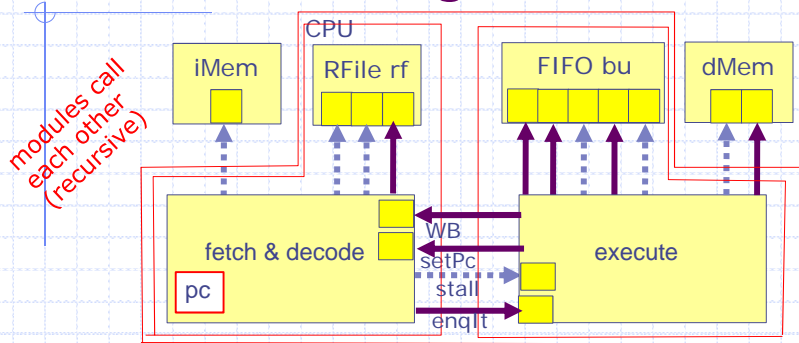 CPU
iMem
RFile rf
FIFO bu
dMem
modules call
each other
(recursive)
WB
fetch & decode
execute
setPc
pc
stall
enqIt